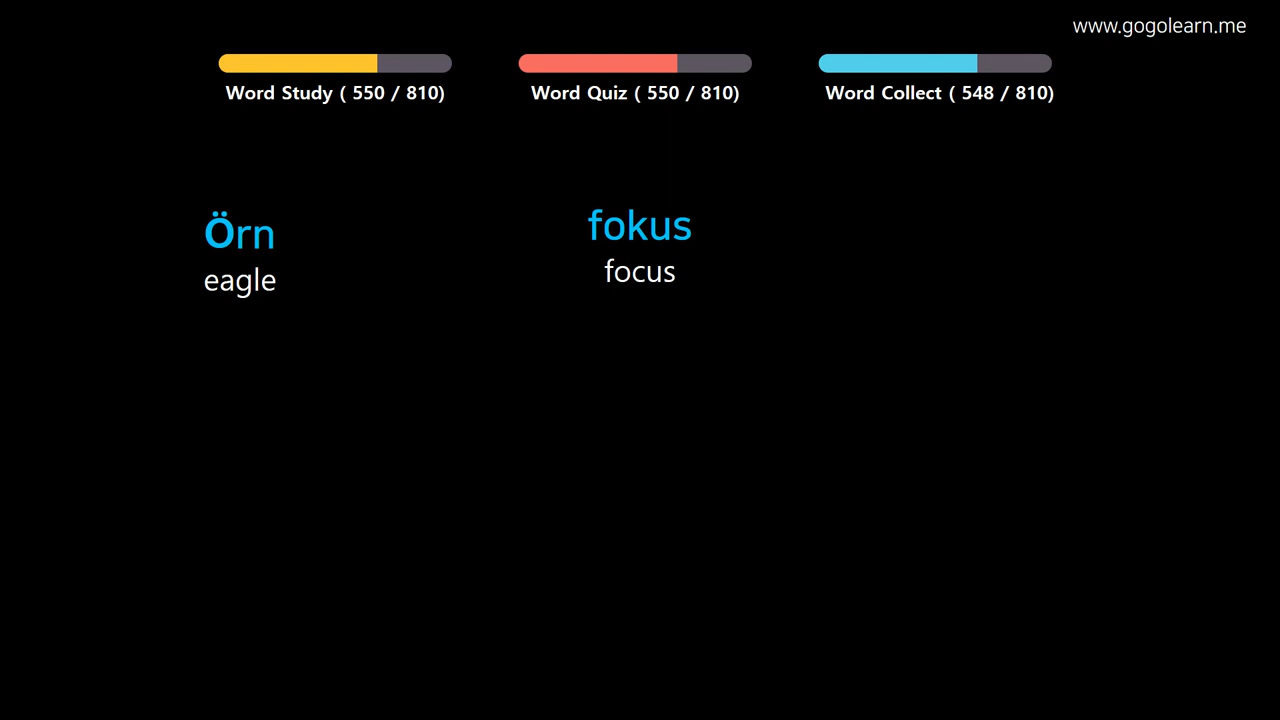 www.gogolearn.me
Word Study ( 550 / 810)
Word Quiz ( 550 / 810)
Word Collect ( 548 / 810)
Örn
eagle
fokus
focus